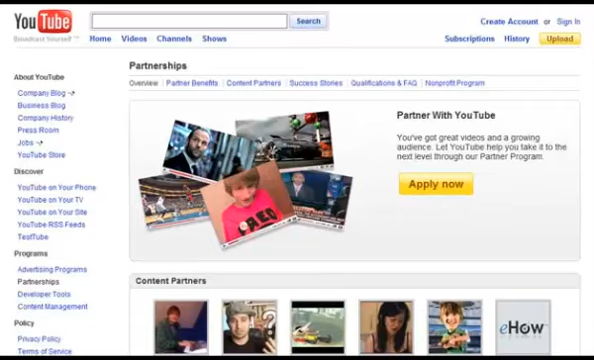 YouTube
Broadcast Yourself ™
Search
Create Account or Sign In
Home Videos Channels Shows
Subscriptions History Upload
Partnerships
Overview | Partner Benefits | Content Partners | Success Stories | Qualifications & FAQ | Nonprofit Program
About YouTube
Company Blog
Business Blog
Company History
Press Room
Jobs
YouTube Store
Discover
YouTube on Your Phone
YouTube on Your TV
YouTube on Your Site
YouTube RSS Feeds
TestTube
Programs
Advertising Programs
Partnerships
Developer Tools
Content Management
Policy
Privacy Policy
Terms of Service
Partner With YouTube
You've got great videos and a growing
audience. Let YouTube help you take it to the
next level through our Partner Program.
Apply now
Content Partners
eHow